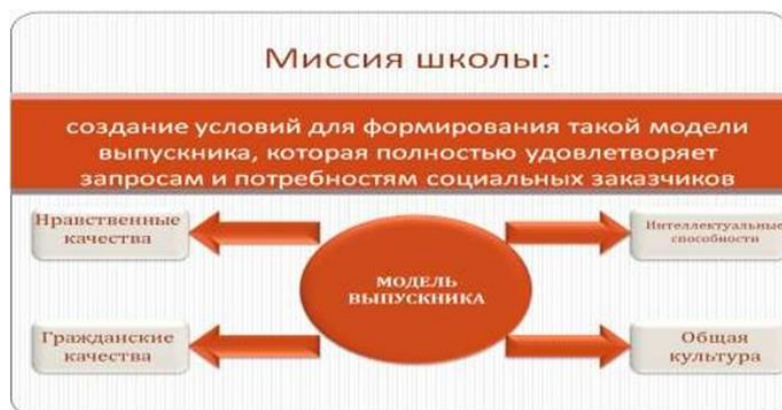 Миссия школы:
создание условий для формирования такой модели
выпускника, которая полностью удовлетворяет
запросам и потребностям социальных заказчиков
Нравственные
качества
Интеллектуальные
способности
МОДЕЛЬ
ВЫПУСКНИКА
Гражданские
качества
Общая
культура